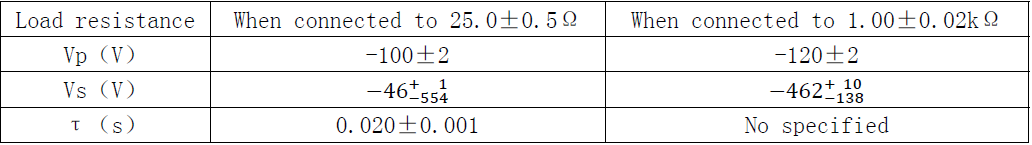 Load resistance When connected to 25.0±0.5Ω When connected to 1.00±0.02kΩ
Vp (V) -100±2 -120±2
Vs (V) −46⁺¹₋₅₅₄ −462⁺¹⁰₋₁₃₈
τ (s) 0.020±0.001 No specified